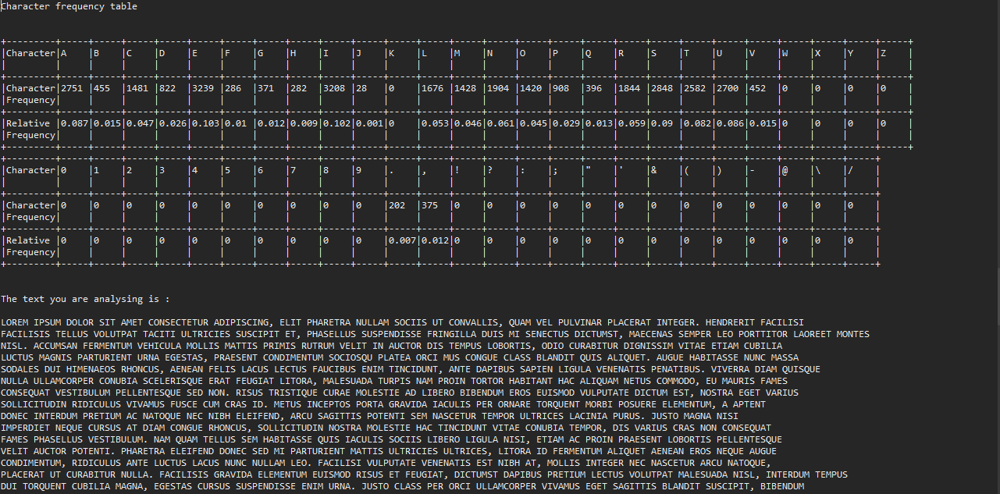 Character frequency table
+---------+-----+-----+-----+-----+-----+-----+-----+-----+-----+-----+-----+-----+-----+-----+-----+-----+-----+-----+-----+-----+-----+-----+-----+-----+-----+-----+
|Character|A |B |C |D |E |F |G |H |I |J |K |L |M |N |O |P |Q |R |S |T |U |V |W |X |Y |Z |
|Character|2751 |455 |1481 |822 |3239 |286 |371 |282 |3208 |28 |0 |1676 |1428 |1904 |1420 |908 |396 |1844 |2848 |2582 |2700 |452 |0 |0 |0 |0 |
|Frequency|
|Relative |0.087|0.015|0.047|0.026|0.103|0.01 |0.012|0.009|0.102|0.001|0 |0.053|0.046|0.061|0.045|0.029|0.013|0.059|0.09 |0.082|0.086|0.015|0 |0 |0 |0 |
|Frequency|
|Character|0 |1 |2 |3 |4 |5 |6 |7 |8 |9 |. |, |! |? |: |; |" |' |& |( |) |- |@ |\ |/ |
|Character|0 |0 |0 |0 |0 |0 |0 |0 |0 |0 |202 |375 |0 |0 |0 |0 |0 |0 |0 |0 |0 |0 |0 |0 |0 |
|Frequency|
|Relative |0 |0 |0 |0 |0 |0 |0 |0 |0 |0 |0.007|0.012|0 |0 |0 |0 |0 |0 |0 |0 |0 |0 |0 |0 |0 |
|Frequency|
The text you are analysing is :
LOREM IPSUM DOLOR SIT AMET CONSECTETUR ADIPISCING, ELIT PHARETRA NULLAM SOCIIS UT CONVALLIS, QUAM VEL PULVINAR PLACERAT INTEGER. HENDRERIT FACILISI
FACILISIS TELLUS VOLUTPAT TACITI ULTRICIES SUSCIPIT ET, PHASELLUS SUSPENDISSE FRINGILLA DUIS MI SENECTUS DICTUMST, MAECENAS SEMPER LEO PORTTITOR LAOREET MONTES
NISL. ACCUMSAN FERMENTUM VEHICULA MOLLIS MATTIS PRIMIS RUTRUM VELIT IN AUCTOR DIS TEMPUS LOBORTIS, ODIO CURABITUR DIGNISSIM VITAE ETIAM CUBILIA
LUCTUS MAGNIS PARTURIENT URNA EGESTAS, PRAESENT CONDIMENTUM SOCIOSQU PLATEA ORCI MUS CONGUE CLASS BLANDIT QUIS ALIQUET. AUGUE HABITASSE NUNC MASSA
SODALES DUI HIMENAEOS RHONCUS, AENEAN FELIS LACUS LECTUS FAUCIBUS ENIM TINCIDUNT, ANTE DAPIBUS SAPIEN LIGULA VENENATIS PENATIBUS. VIVERRA DIAM QUISQUE
NULLA ULLAMCORPER CONUBIA SCELERISQUE ERAT FEUGIAT LITORA, MALESUADA TURPIS NAM PROIN TORTOR HABITANT HAC ALIQUAM NETUS COMMODO, EU MAURIS FAMES
CONSEQUAT VESTIBULUM PELLENTESQUE SED NON. RISUS TRISTIQUE CURAE MOLESTIE AD LIBERO BIBENDUM EROS EUISMOD VULPUTATE DICTUM EST, NOSTRA EGET VARIUS
SOLLICITUDIN RIDICULUS VIVAMUS FUSCE CUM CRAS ID. METUS INCEPTOS PORTA GRAVIDA IACULIS PER ORNARE TORQUENT MORBI POSUERE ELEMENTUM, A APTENT
DONEC INTERDUM PRETIUM AC NATOQUE NEC NIBH ELEIFEND, ARCU SAGITTIS POTENTI SEM NASCETUR TEMPOR ULTRICES LACINIA PURUS. JUSTO MAGNA NISI
IMPERDIET NEQUE CURSUS AT DIAM CONGUE RHONCUS, SOLLICITUDIN NOSTRA MOLESTIE HAC TINCIDUNT VITAE CONUBIA TEMPOR, DIS VARIUS CRAS NON CONSEQUAT
FAMES PHASELLUS VESTIBULUM. NAM QUAM TELLUS SEM HABITASSE QUIS IACULIS SOCIIS LIBERO LIGULA NISI, ETIAM AC PROIN PRAESENT LOBORTIS PELLENTESQUE
VELIT AUCTOR POTENTI. PHARETRA ELEIFEND DONEC SED MI PARTURIENT MATTIS ULTRICIES ULTRICES, LITORA ID FERMENTUM ALIQUET AENEAN EROS NEQUE AUGUE
CONDIMENTUM, RIDICULUS ANTE LUCTUS LACUS NUNC NULLAM LEO. FACILISI VULPUTATE VENENATIS EST NIBH AT, MOLLIS INTEGER NEC NASCETUR ARCU NATOQUE,
PLACERAT UT CURABITUR NULLA. FACILISIS GRAVIDA ELEMENTUM EUISMOD RISUS ET FEUGIAT, DICTUMST DAPIBUS PRETIUM LECTUS VOLUTPAT MALESUADA NISL, INTERDUM TEMPUS
DUI TORQUENT CUBILIA MAGNA, EGESTAS CURSUS SUSPENDISSE ENIM URNA. JUSTO CLASS PER ORCI ULLAMCORPER VIVAMUS EGET SAGITTIS BLANDIT SUSCIPIT, BIBENDUM